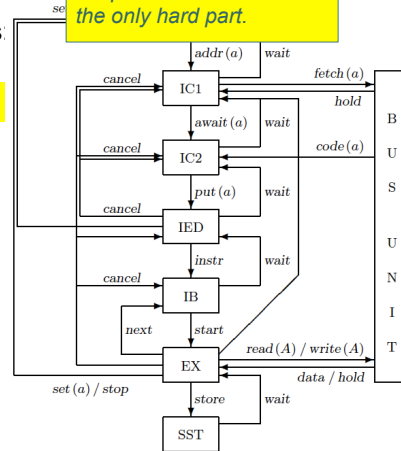 se
the only hard part.
s
addr (a)
wait
cancel
IC1
fetch (a)
hold
await (a)
wait
cancel
IC2
code (a)
put (a)
wait
cancel
IED
instr
wait
cancel
IB
next
start
EX
read (A) / write (A)
data / hold
set (a) / stop
store
wait
SST
B
U
S
U
N
I
T